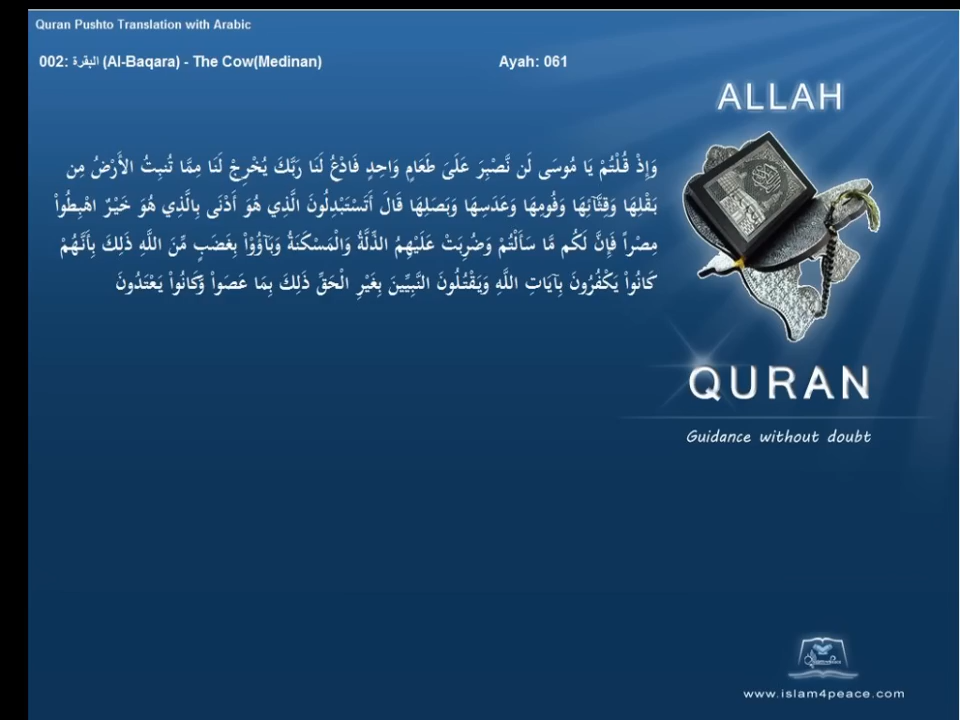 Quran Pushto Translation with Arabic
002: البقرة (Al-Baqara) - The Cow(Medinan)
Ayah: 061
ALLAH
وَإِذْ قُلْتُمْ يَا مُوسَى لَن نَّصْبِرَ عَلَىَ طَعَامٍ وَاحِدٍ فَادْعُ لَنَا رَبَّكَ يُخْرِجْ لَنَا مِمَّا تُنبِتُ الأَرْضُ مِن
بَقْلِهَا وَقِثَّآئِهَا وَفُومِهَا وَعَدَسِهَا وَبَصَلِهَا قَالَ أَتَسْتَبْدِلُونَ الَّذِي هُوَ أَدْنَى بِالَّذِي هُوَ خَيْرٌ اهْبِطُواْ
مِصْراً فَإِنَّ لَكُم مَّا سَأَلْتُمْ وَضُرِبَتْ عَلَيْهِمُ الذِّلَّةُ وَالْمَسْكَنَةُ وَبَآؤُوْاْ بِغَضَبٍ مِّنَ اللَّهِ ذَلِكَ بِأَنَّهُمْ
كَانُواْ يَكْفُرُونَ بِآيَاتِ اللَّهِ وَيَقْتُلُونَ النَّبِيِّينَ بِغَيْرِ الْحَقِّ ذَلِكَ بِمَا عَصَواْ وَّكَانُواْ يَعْتَدُونَ
QURAN
Guidance without doubt
www.islam4peace.com